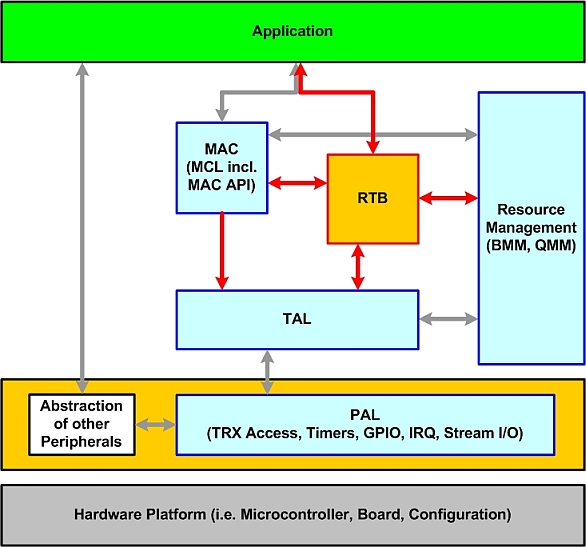 Application
MAC
(MCL incl.
MAC API)
RTB
Resource
Management
(BMM, QMM)
TAL
Abstraction
of other
Peripherals
PAL
(TRX Access, Timers, GPIO, IRQ, Stream I/O)
Hardware Platform (i.e. Microcontroller, Board, Configuration)